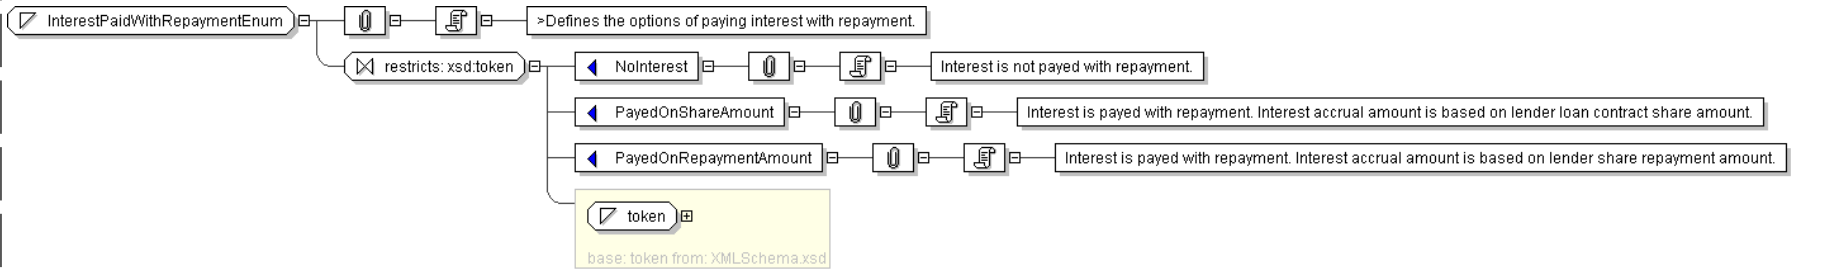 InterestPaidWithRepaymentEnum
>Defines the options of paying interest with repayment.
restricts: xsd:token
NoInterest
Interest is not payed with repayment.
PayedOnShareAmount
Interest is payed with repayment. Interest accrual amount is based on lender loan contract share amount.
PayedOnRepaymentAmount
Interest is payed with repayment. Interest accrual amount is based on lender share repayment amount.
token
base: token from: XMLSchema.xsd